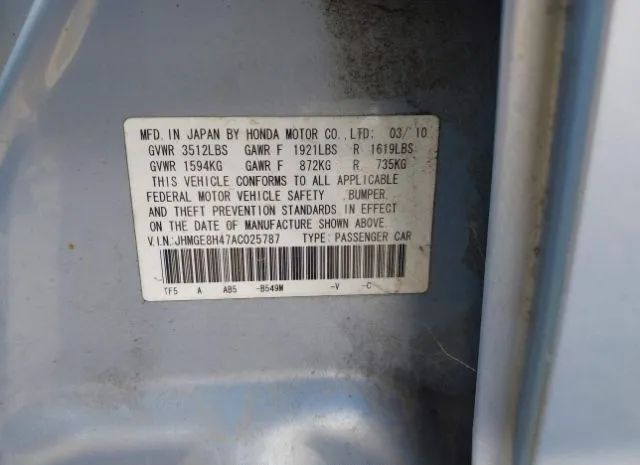 MFD. IN JAPAN BY HONDA MOTOR CO., LTD: 03/10
GVWR 3512LBS GAWR F 1921LBS R 1619LBS
GVWR 1594KG GAWR F 872KG R 735KG
THIS VEHICLE CONFORMS TO ALL APPLICABLE
FEDERAL MOTOR VEHICLE SAFETY, BUMPER,
AND THEFT PREVENTION STANDARDS IN EFFECT
ON THE DATE OF MANUFACTURE SHOWN ABOVE.
V.I.N.:JHMGE8H47AC025787 TYPE: PASSENGER CAR
TF5 A AB5 -B549M -V -C